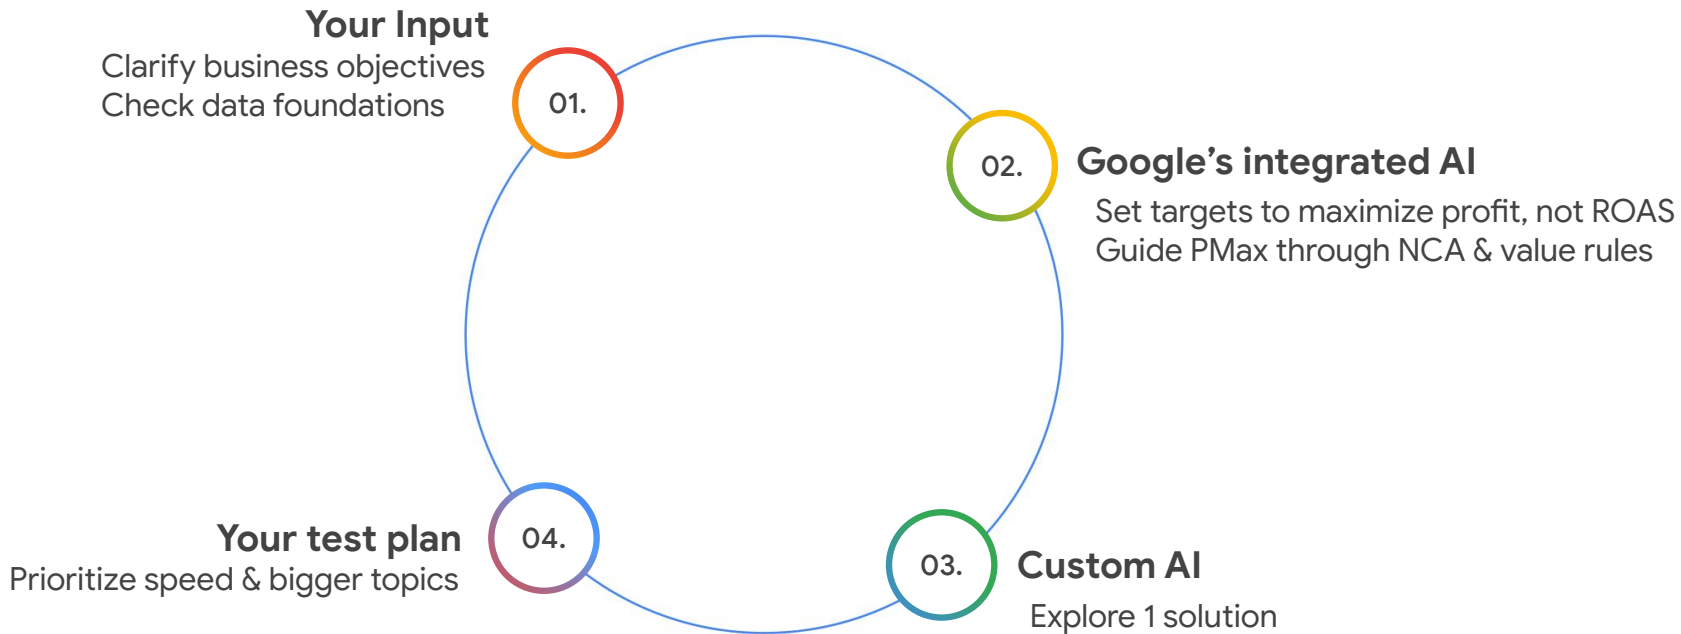 Your Input
Clarify business objectives
Check data foundations
01.
02.
Google’s integrated AI
Set targets to maximize profit, not ROAS
Guide PMax through NCA & value rules
03.
Custom AI
Explore 1 solution
04.
Your test plan
Prioritize speed & bigger topics